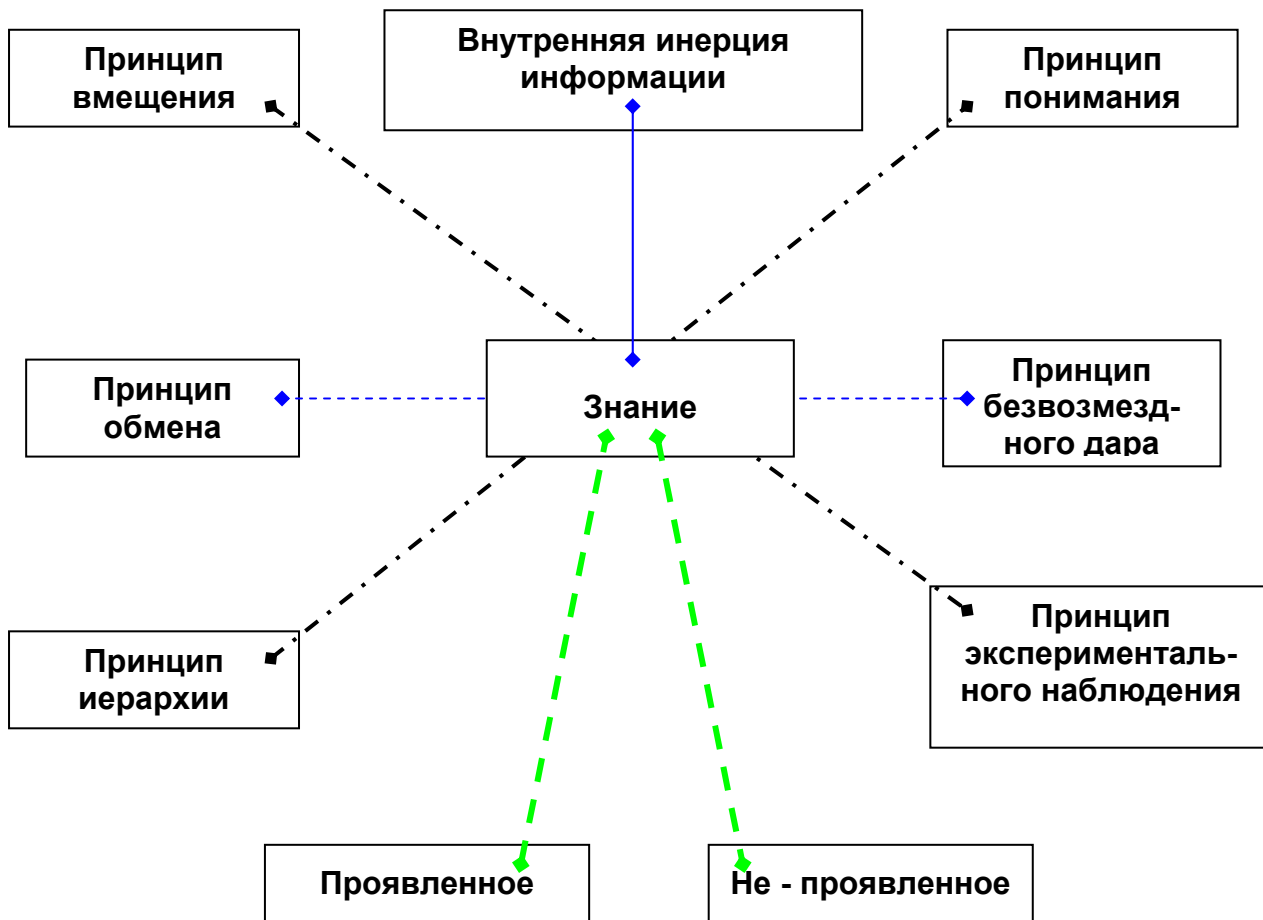 Принцип
вмещения
Внутренняя инерция
информации
Принцип
понимания
Принцип
обмена
Знание
Принцип
безвозмезд-
ного дара
Принцип
иерархии
Принцип
эксперименталь-
ного наблюдения
Проявленное
Не - проявленное